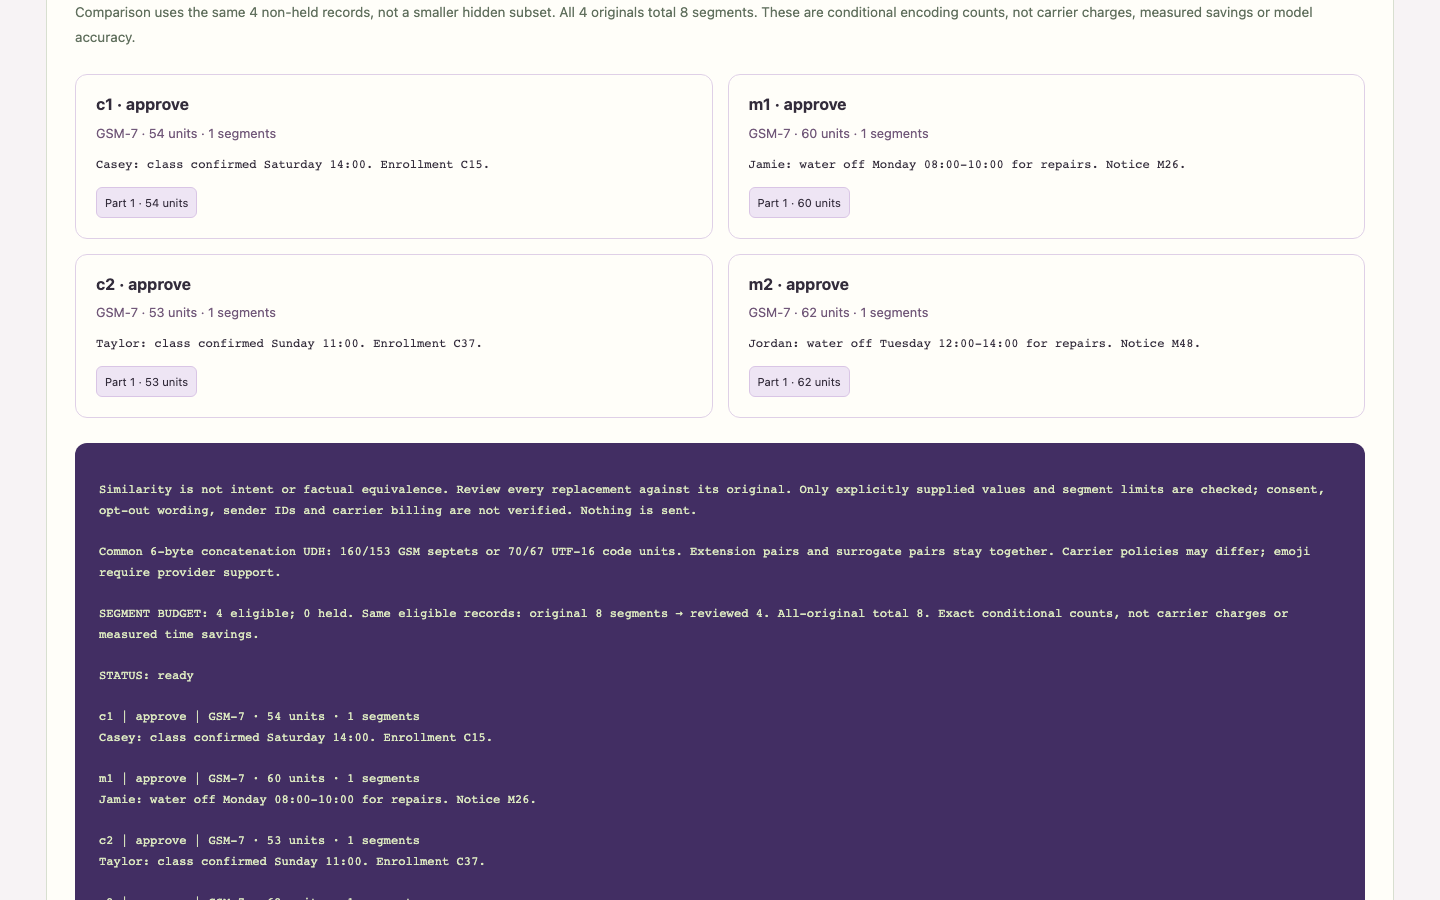 Comparison uses the same 4 non-held records, not a smaller hidden subset. All 4 originals total 8 segments. These are conditional encoding counts, not carrier charges, measured savings or model
accuracy.
c1 · approve
GSM-7 · 54 units · 1 segments
Casey: class confirmed Saturday 14:00. Enrollment C15.
Part 1 · 54 units
m1 · approve
GSM-7 · 60 units · 1 segments
Jamie: water off Monday 08:00-10:00 for repairs. Notice M26.
Part 1 · 60 units
c2 · approve
GSM-7 · 53 units · 1 segments
Taylor: class confirmed Sunday 11:00. Enrollment C37.
Part 1 · 53 units
m2 · approve
GSM-7 · 62 units · 1 segments
Jordan: water off Tuesday 12:00-14:00 for repairs. Notice M48.
Part 1 · 62 units
Similarity is not intent or factual equivalence. Review every replacement against its original. Only explicitly supplied values and segment limits are checked; consent,
opt-out wording, sender IDs and carrier billing are not verified. Nothing is sent.
Common 6-byte concatenation UDH: 160/153 GSM septets or 70/67 UTF-16 code units. Extension pairs and surrogate pairs stay together. Carrier policies may differ; emoji
require provider support.
SEGMENT BUDGET: 4 eligible; 0 held. Same eligible records: original 8 segments → reviewed 4. All-original total 8. Exact conditional counts, not carrier charges or
measured time savings.
STATUS: ready
c1 | approve | GSM-7 · 54 units · 1 segments
Casey: class confirmed Saturday 14:00. Enrollment C15.
m1 | approve | GSM-7 · 60 units · 1 segments
Jamie: water off Monday 08:00-10:00 for repairs. Notice M26.
c2 | approve | GSM-7 · 53 units · 1 segments
Taylor: class confirmed Sunday 11:00. Enrollment C37.